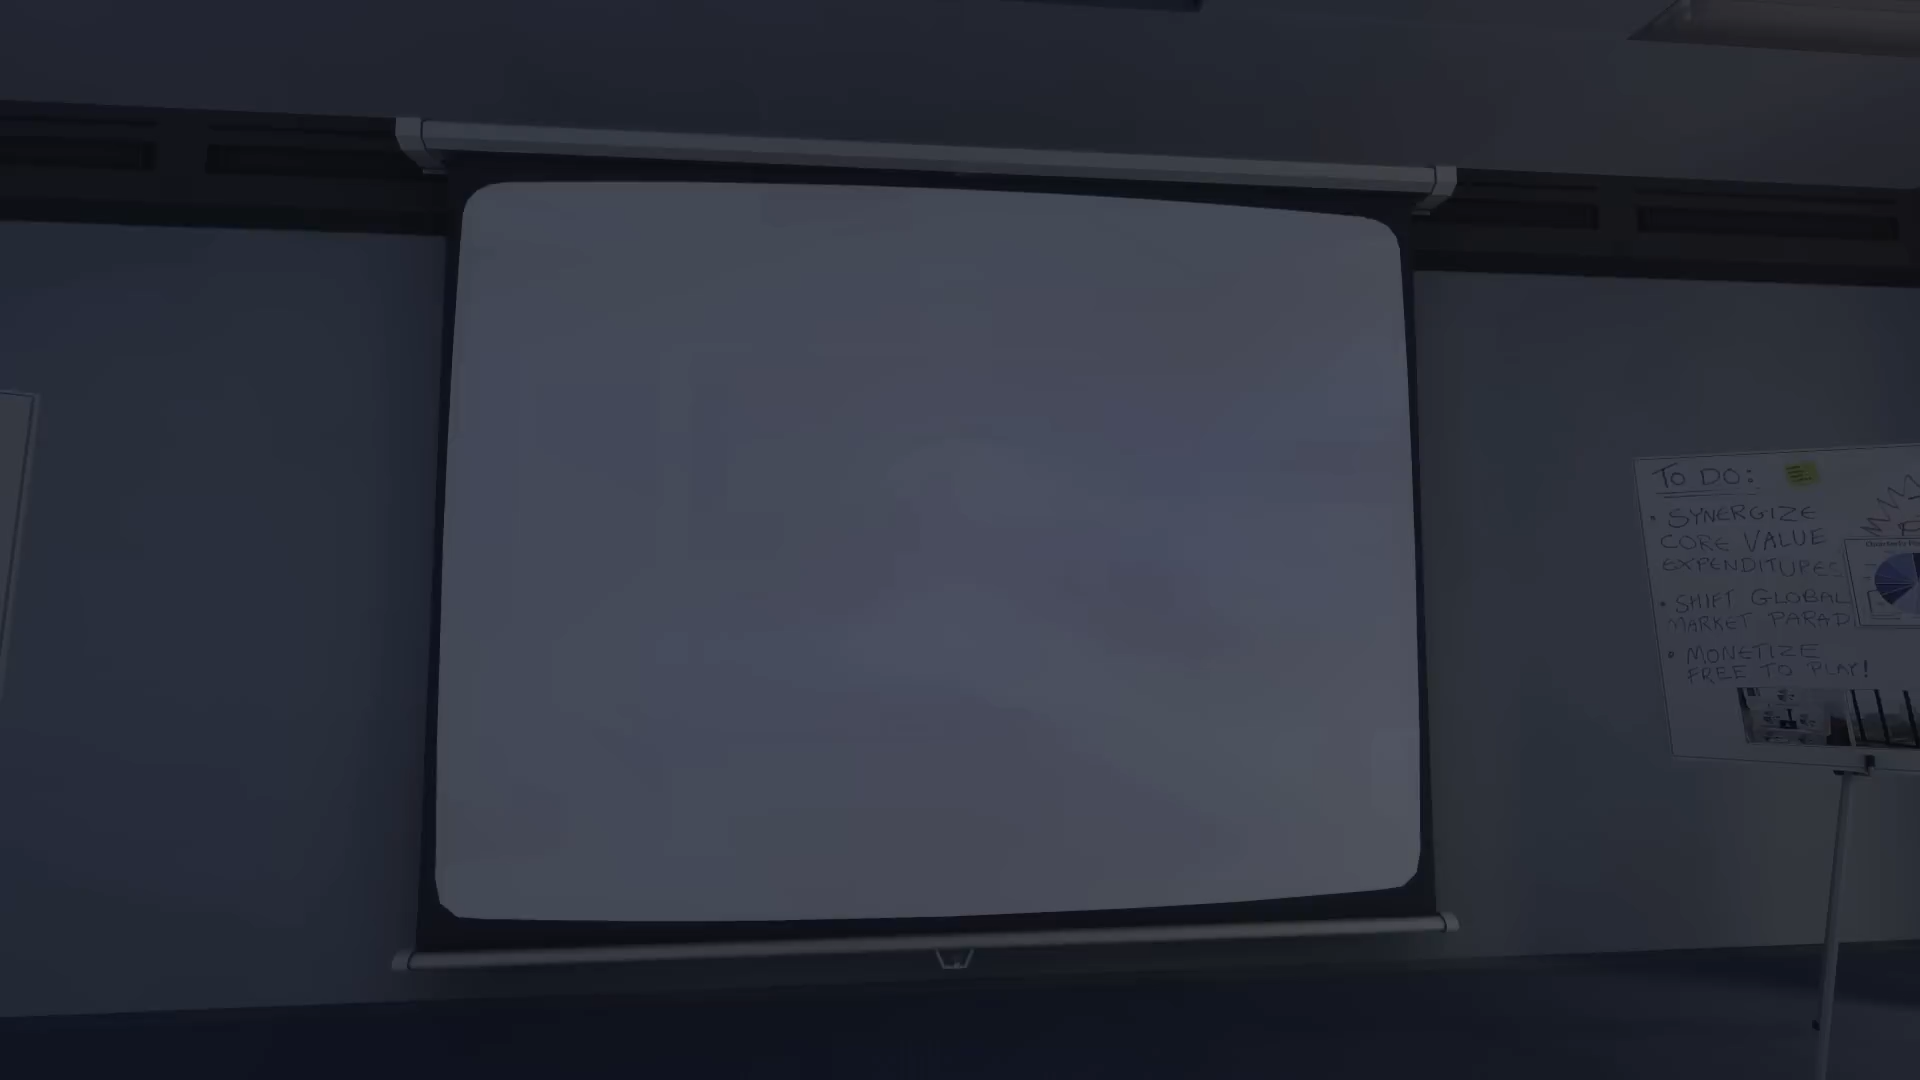 TO DO:
• SYNERGIZE
CORE VALUE
EXPENDITURES
• SHIFT GLOBAL
MARKET PARAD
• MONETIZE
FREE TO PLAY!